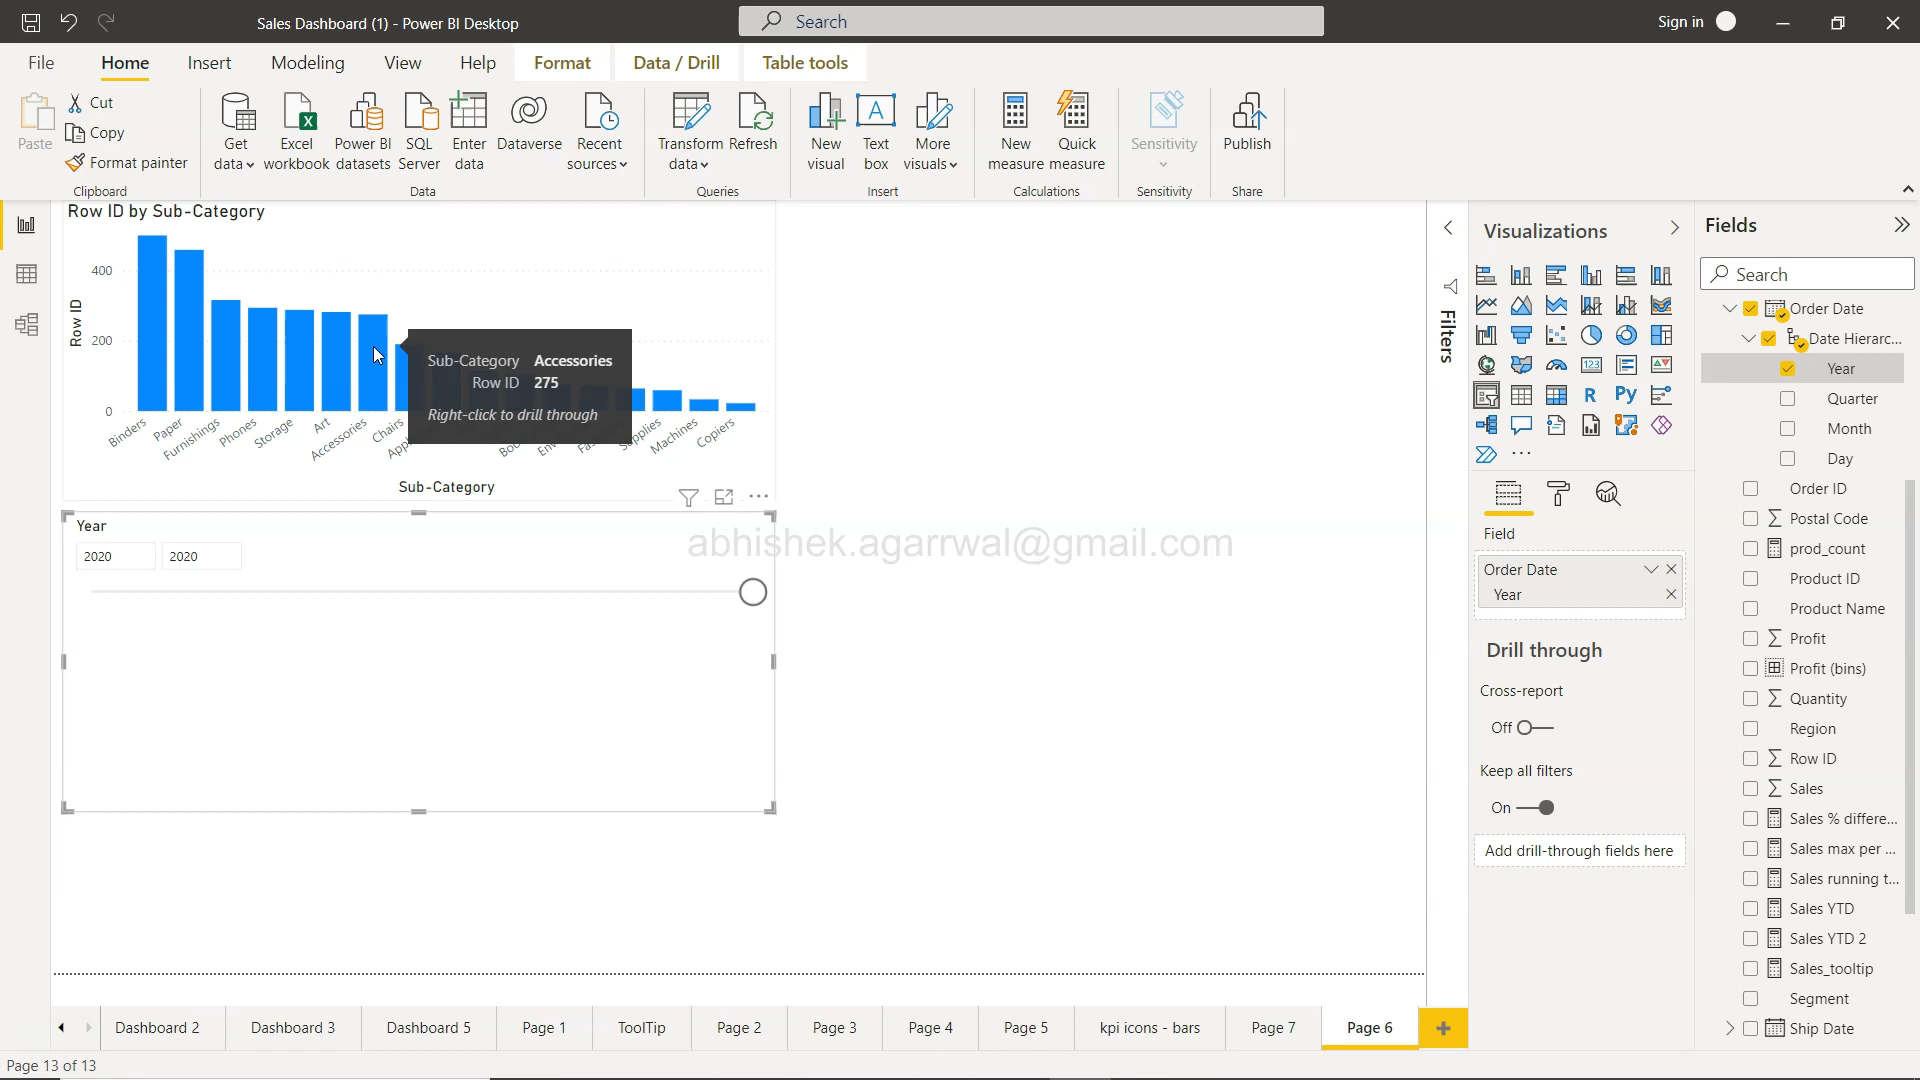 Sales Dashboard (1) - Power BI Desktop
Search
Sign in
File
Home
Insert
Modeling
View
Help
Format
Data / Drill
Table tools
Paste
Cut
Copy
Format painter
Clipboard
Get data
Excel workbook
Power BI datasets
SQL Server
Enter data
Dataverse
Recent sources
Data
Transform data
Refresh
Queries
New visual
Text box
More visuals
Insert
New measure
Quick measure
Calculations
Sensitivity
Sensitivity
Publish
Share
Row ID by Sub-Category
Row ID
400
200
0
Binders
Paper
Furnishings
Phones
Storage
Art
Accessories
Chairs
Machines
Copiers
Sub-Category
Sub-Category Accessories
Row ID 275
Right-click to drill through
Year
2020
2020
abhishek.agarrwal@gmail.com
Filters
Visualizations
R
Py
123
Field
Order Date
Year
Drill through
Cross-report
Off
Keep all filters
On
Add drill-through fields here
Fields
Search
Order Date
Date Hierarc...
Year
Quarter
Month
Day
Order ID
Postal Code
prod_count
Product ID
Product Name
Profit
Profit (bins)
Quantity
Region
Row ID
Sales
Sales % differe...
Sales max per ...
Sales running t...
Sales YTD
Sales YTD 2
Sales_tooltip
Segment
Ship Date
Dashboard 2
Dashboard 3
Dashboard 5
Page 1
ToolTip
Page 2
Page 3
Page 4
Page 5
kpi icons - bars
Page 7
Page 6
Page 13 of 13